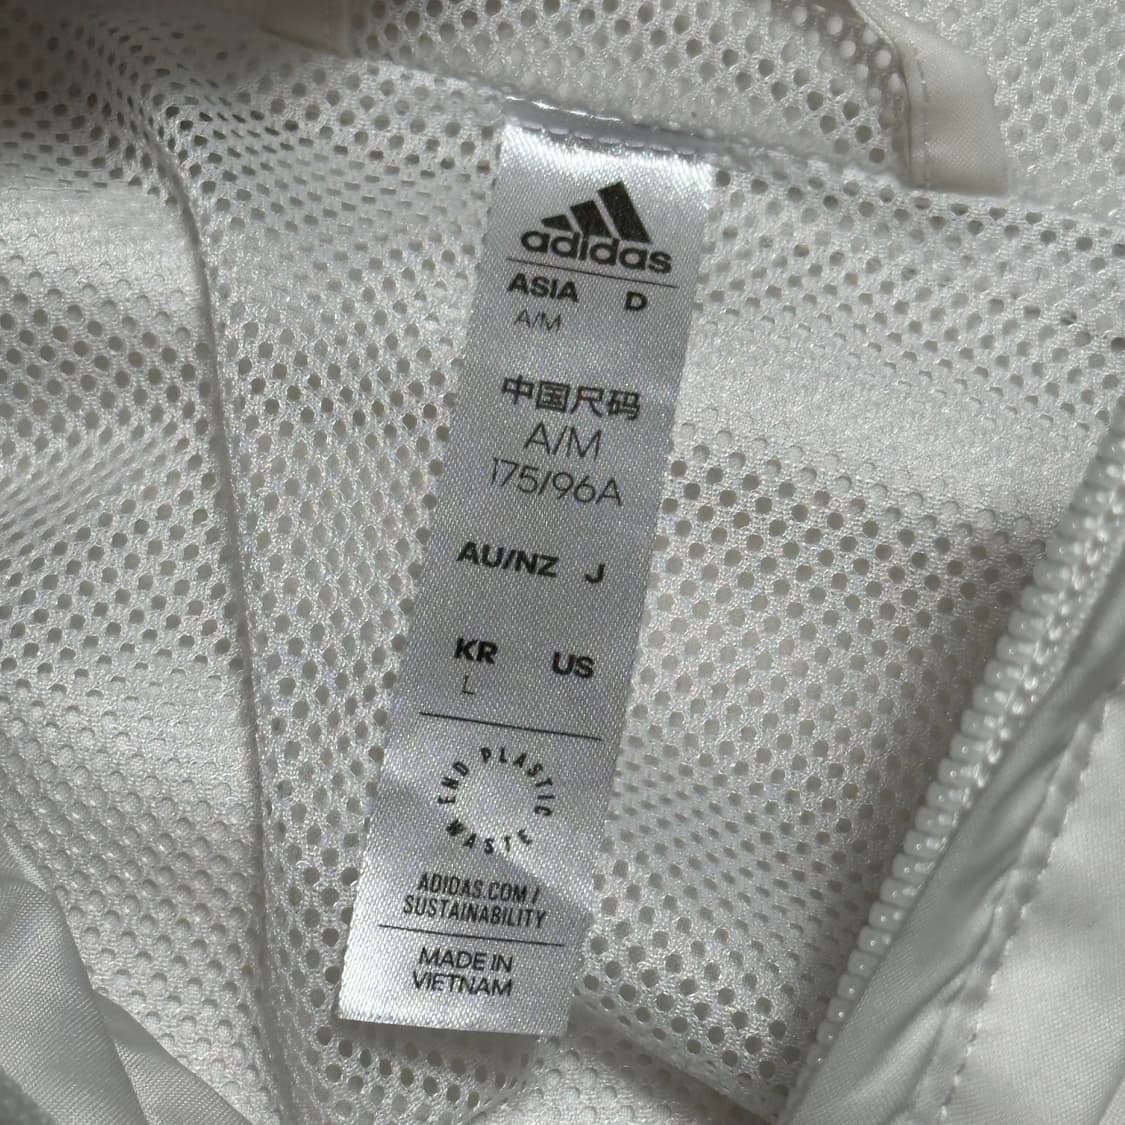 adidas
ASIA D
A/M
中国尺码
A/M
175/96A
AU/NZ J
KR US
L
END PLASTIC WASTE
ADIDAS.COM/
SUSTAINABILITY
MADE IN
VIETNAM